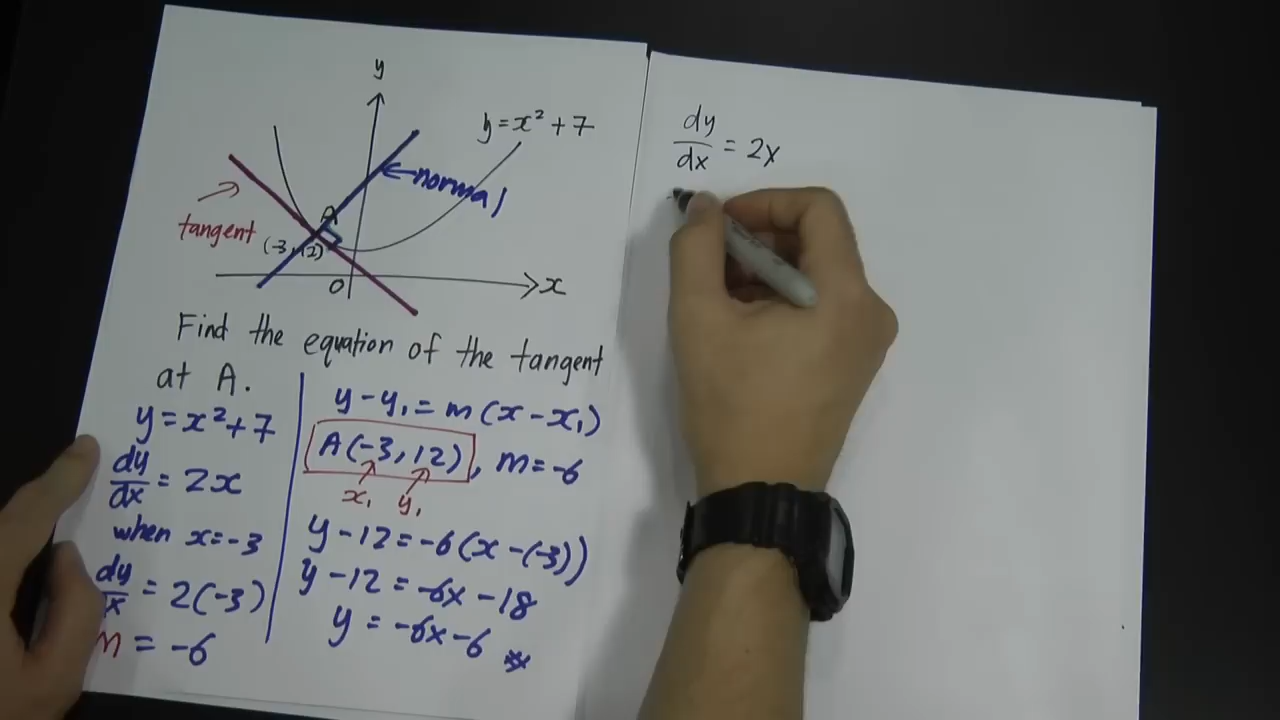 y
y = x² + 7
normal
A
tangent
(-3, 12)
O
x
Find the equation of the tangent
at A.
y = x² + 7
dy/dx = 2x
when x = -3
dy/dx = 2(-3)
m = -6
y - y₁ = m(x - x₁)
A(-3, 12), m = -6
x₁ y₁
y - 12 = -6(x - (-3))
y - 12 = -6x - 18
y = -6x - 6
dy/dx = 2x